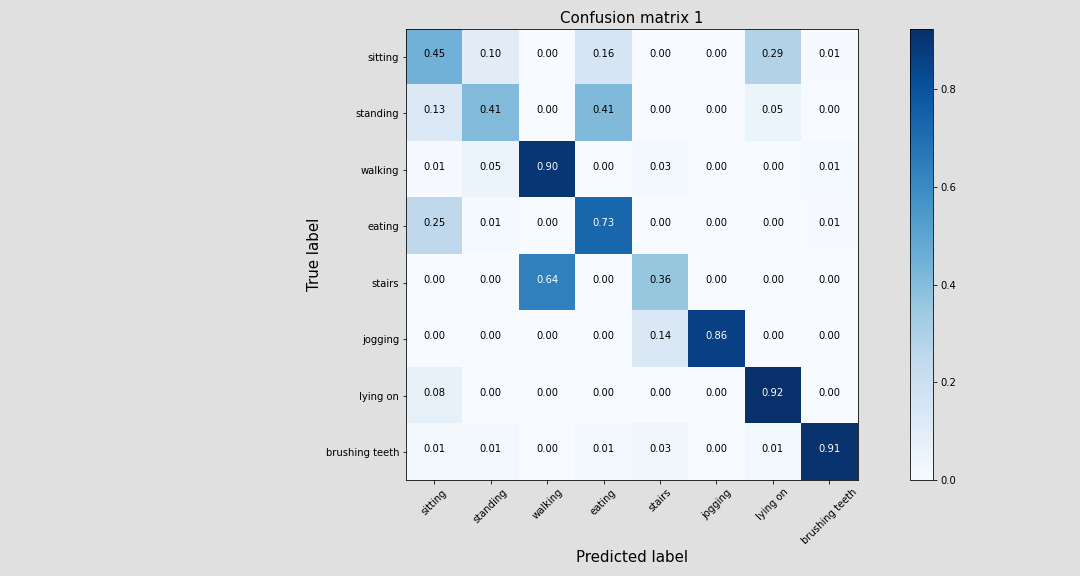 Confusion matrix 1
sitting 0.45 0.10 0.00 0.16 0.00 0.00 0.29 0.01
standing 0.13 0.41 0.00 0.41 0.00 0.00 0.05 0.00
walking 0.01 0.05 0.90 0.00 0.03 0.00 0.00 0.01
eating 0.25 0.01 0.00 0.73 0.00 0.00 0.00 0.01
stairs 0.00 0.00 0.64 0.00 0.36 0.00 0.00 0.00
jogging 0.00 0.00 0.00 0.00 0.14 0.86 0.00 0.00
lying on 0.08 0.00 0.00 0.00 0.00 0.00 0.92 0.00
brushing teeth 0.01 0.01 0.00 0.01 0.03 0.00 0.01 0.91
True label
sitting standing walking eating stairs jogging lying on brushing teeth
Predicted label
0.8
0.6
0.4
0.2
0.0